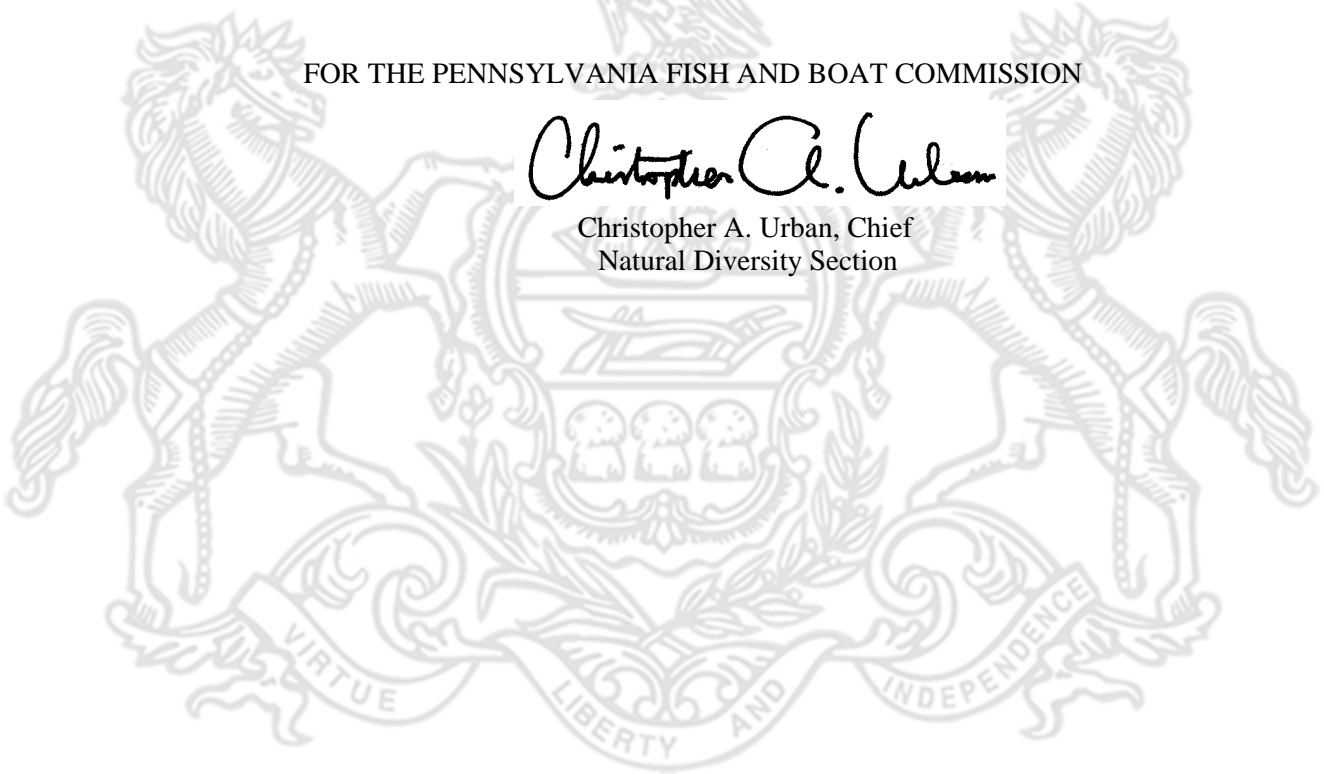 FOR THE PENNSYLVANIA FISH AND BOAT COMMISSION
Christopher A. Urban
Christopher A. Urban, Chief
Natural Diversity Section
VIRTUE
LIBERTY AND
INDEPENDENCE